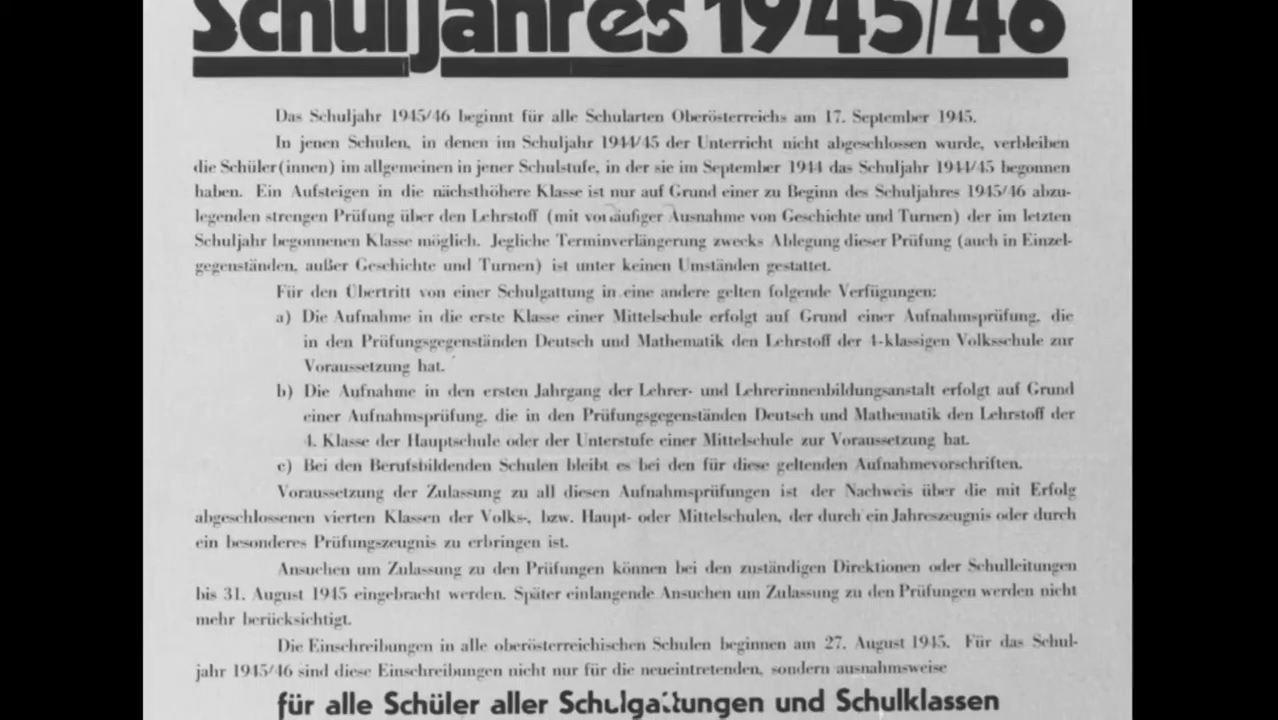 Schuljahres 1945/46
Das Schuljahr 1945/46 beginnt für alle Schularten Oberösterreichs am 17. September 1945.
In jenen Schulen, in denen im Schuljahr 1944/45 der Unterricht nicht abgeschlossen wurde, verbleiben
die Schüler(innen) im allgemeinen in jener Schulstufe, in der sie im September 1944 das Schuljahr 1944/45 begonnen
haben. Ein Aufsteigen in die nächsthöhere Klasse ist nur auf Grund einer zu Beginn des Schuljahres 1945/46 abzu-
legenden strengen Prüfung über den Lehrstoff (mit vorläufiger Ausnahme von Geschichte und Turnen) der im letzten
Schuljahr begonnenen Klasse möglich. Jegliche Terminverlängerung zwecks Ablegung dieser Prüfung (auch in Einzel-
gegenständen, außer Geschichte und Turnen) ist unter keinen Umständen gestattet.
Für den Übertritt von einer Schulgattung in eine andere gelten folgende Verfügungen:
a) Die Aufnahme in die erste Klasse einer Mittelschule erfolgt auf Grund einer Aufnahmsprüfung, die
in den Prüfungsgegenständen Deutsch und Mathematik den Lehrstoff der 4-klassigen Volksschule zur
Voraussetzung hat.
b) Die Aufnahme in den ersten Jahrgang der Lehrer- und Lehrerinnenbildungsanstalt erfolgt auf Grund
einer Aufnahmsprüfung, die in den Prüfungsgegenständen Deutsch und Mathematik den Lehrstoff der
4. Klasse der Hauptschule oder der Unterstufe einer Mittelschule zur Voraussetzung hat.
c) Bei den Berufsbildenden Schulen bleibt es bei den für diese geltenden Aufnahmevorschriften.
Voraussetzung der Zulassung zu all diesen Aufnahmsprüfungen ist der Nachweis über die mit Erfolg
abgeschlossenen vierten Klassen der Volks-, bzw. Haupt- oder Mittelschulen, der durch ein Jahreszeugnis oder durch
ein besonderes Prüfungszeugnis zu erbringen ist.
Ansuchen um Zulassung zu den Prüfungen können bei den zuständigen Direktionen oder Schulleitungen
bis 31. August 1945 eingebracht werden. Später einlangende Ansuchen um Zulassung zu den Prüfungen werden nicht
mehr berücksichtigt.
Die Einschreibungen in alle oberösterreichischen Schulen beginnen am 27. August 1945. Für das Schul-
jahr 1945/46 sind diese Einschreibungen nicht nur für die neueintretenden, sondern ausnahmsweise
für alle Schüler aller Schulgattungen und Schulklassen